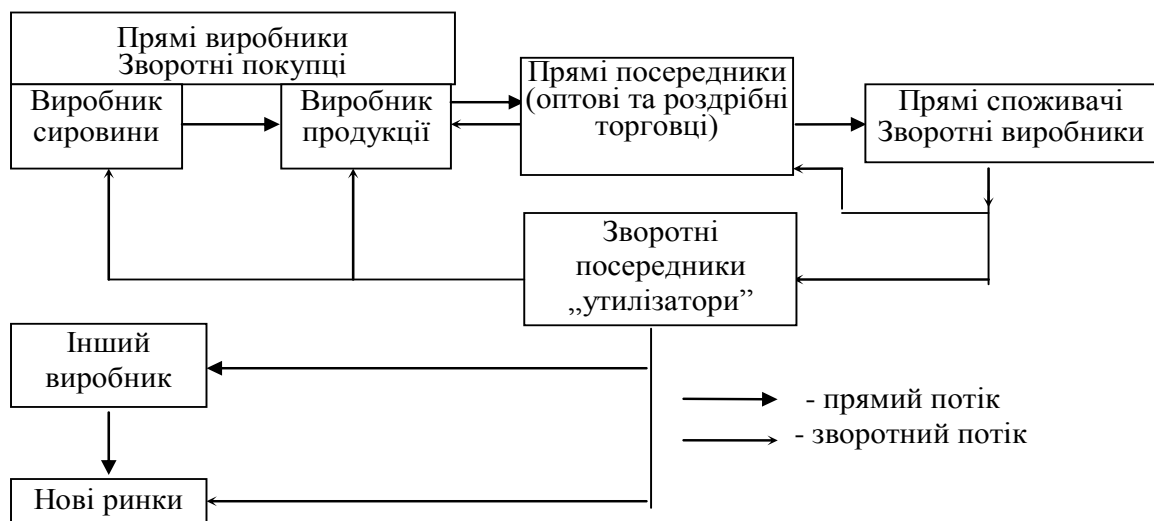 Прямі виробники
Зворотні покупці
Виробник
сировини
Виробник
продукції
Прямі посередники
(оптові та роздрібні
торговці)
Прямі споживачі
Зворотні виробники
Зворотні
посередники
„утилізатори”
Інший
виробник
- прямий потік
- зворотний потік
Нові ринки